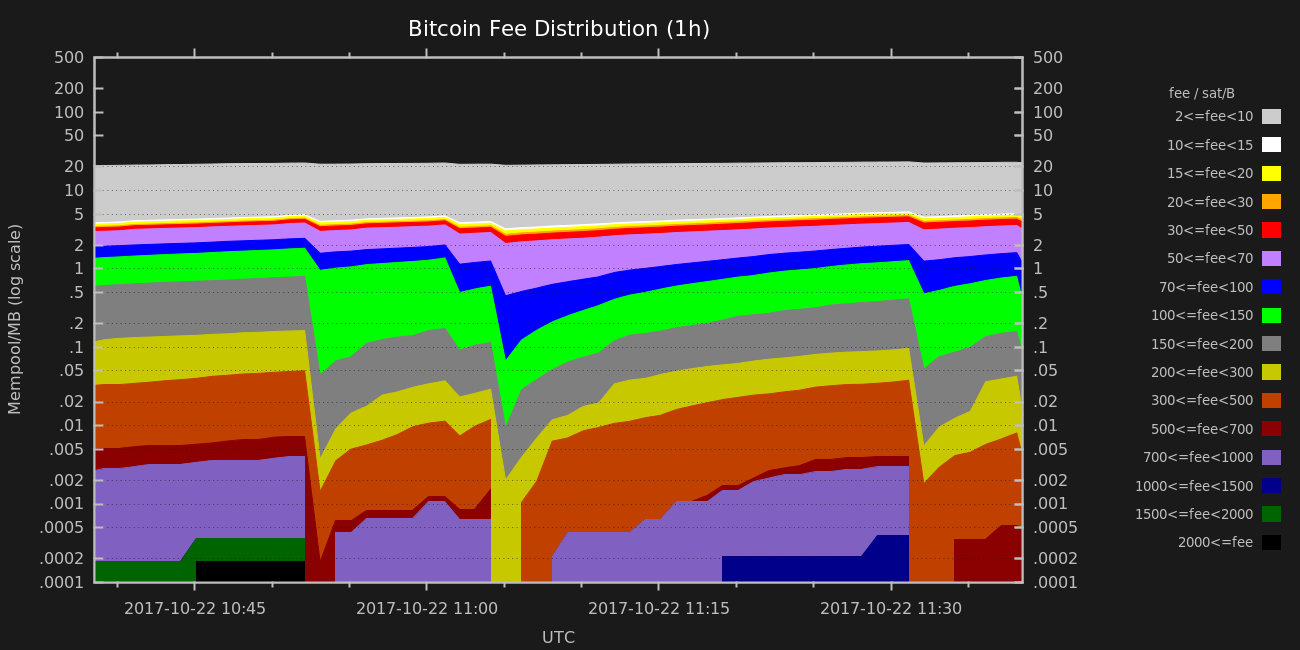 Bitcoin Fee Distribution (1h)
500 500
200 200
100 100
50 50
20 20
10 10
5 5
2 2
1 1
.5 .5
.2 .2
.1 .1
.05 .05
.02 .02
.01 .01
.005 .005
.002 .002
.001 .001
.0005 .0005
.0002 .0002
.0001 .0001
Mempool/MB (log scale)
2017-10-22 10:45 2017-10-22 11:00 2017-10-22 11:15 2017-10-22 11:30
UTC
fee / sat/B
2<=fee<10
10<=fee<15
15<=fee<20
20<=fee<30
30<=fee<50
50<=fee<70
70<=fee<100
100<=fee<150
150<=fee<200
200<=fee<300
300<=fee<500
500<=fee<700
700<=fee<1000
1000<=fee<1500
1500<=fee<2000
2000<=fee